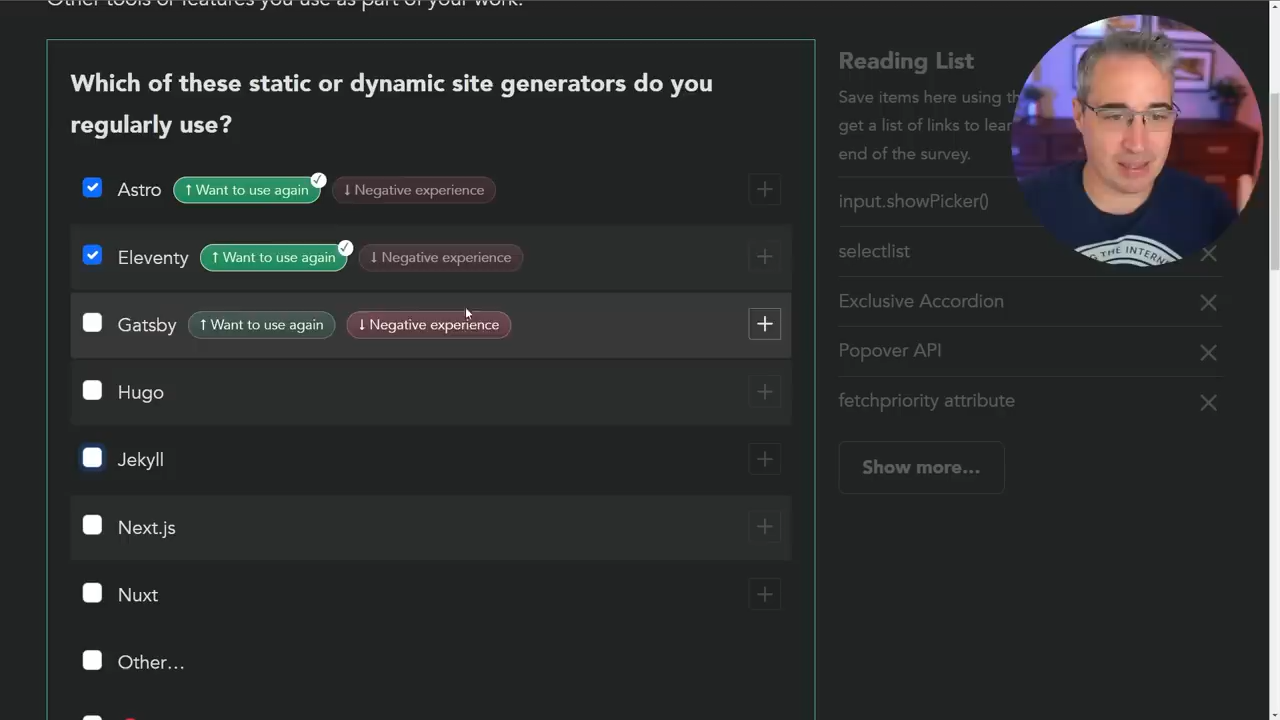 Other tools or features you use as part of your work.
Which of these static or dynamic site generators do you
regularly use?
Astro ↑ Want to use again ✓ ↓ Negative experience +
Eleventy ↑ Want to use again ✓ ↓ Negative experience +
Gatsby ↑ Want to use again ↓ Negative experience +
Hugo +
Jekyll +
Next.js +
Nuxt +
Other…
Reading List
Save items here using
get a list of links to
end of the survey.
input.showPicker()
selectlist
Exclusive Accordion
Popover API
fetchpriority attribute
Show more…
THE INTERN